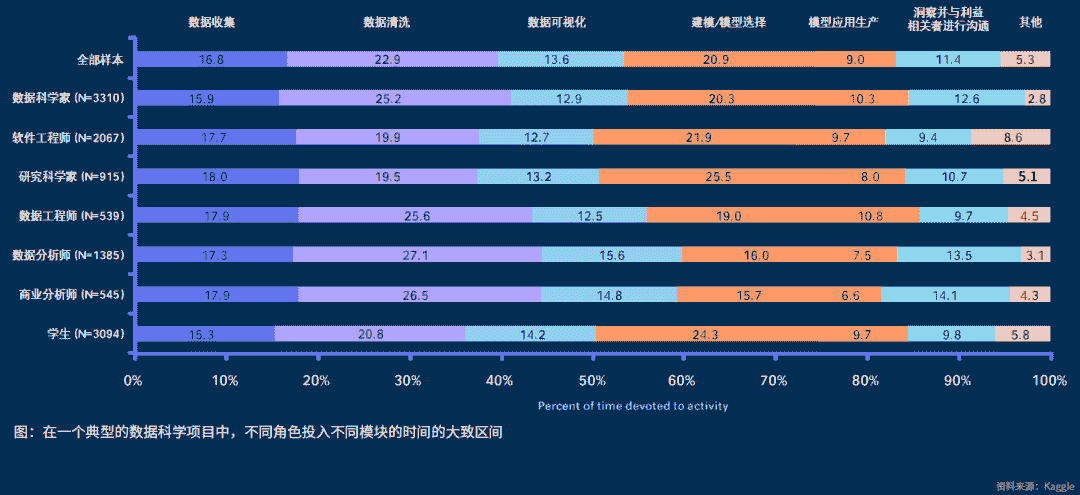 数据收集 数据清洗 数据可视化 建模/模型选择 模型应用生产 洞察并与利益相关者进行沟通 其他
全部样本 16.8 22.9 13.6 20.9 9.0 11.4 5.3
数据科学家 (N=3310) 15.9 25.2 12.9 20.3 10.3 12.6 2.8
软件工程师 (N=2067) 17.7 19.9 12.7 21.9 9.7 9.4 8.6
研究科学家 (N=915) 18.0 19.5 13.2 25.5 8.0 10.7 5.1
数据工程师 (N=539) 17.9 25.6 12.5 19.0 10.8 9.7 4.5
数据分析师 (N=1385) 17.3 27.1 15.6 16.0 7.5 13.5 3.1
商业分析师 (N=545) 17.9 26.5 14.8 15.7 6.6 14.1 4.3
学生 (N=3094) 15.3 20.8 14.2 24.3 9.7 9.8 5.8
0% 10% 20% 30% 40% 50% 60% 70% 80% 90% 100%
Percent of time devoted to activity
图：在一个典型的数据科学项目中，不同角色投入不同模块的时间的大致区间
资料来源：Kaggle